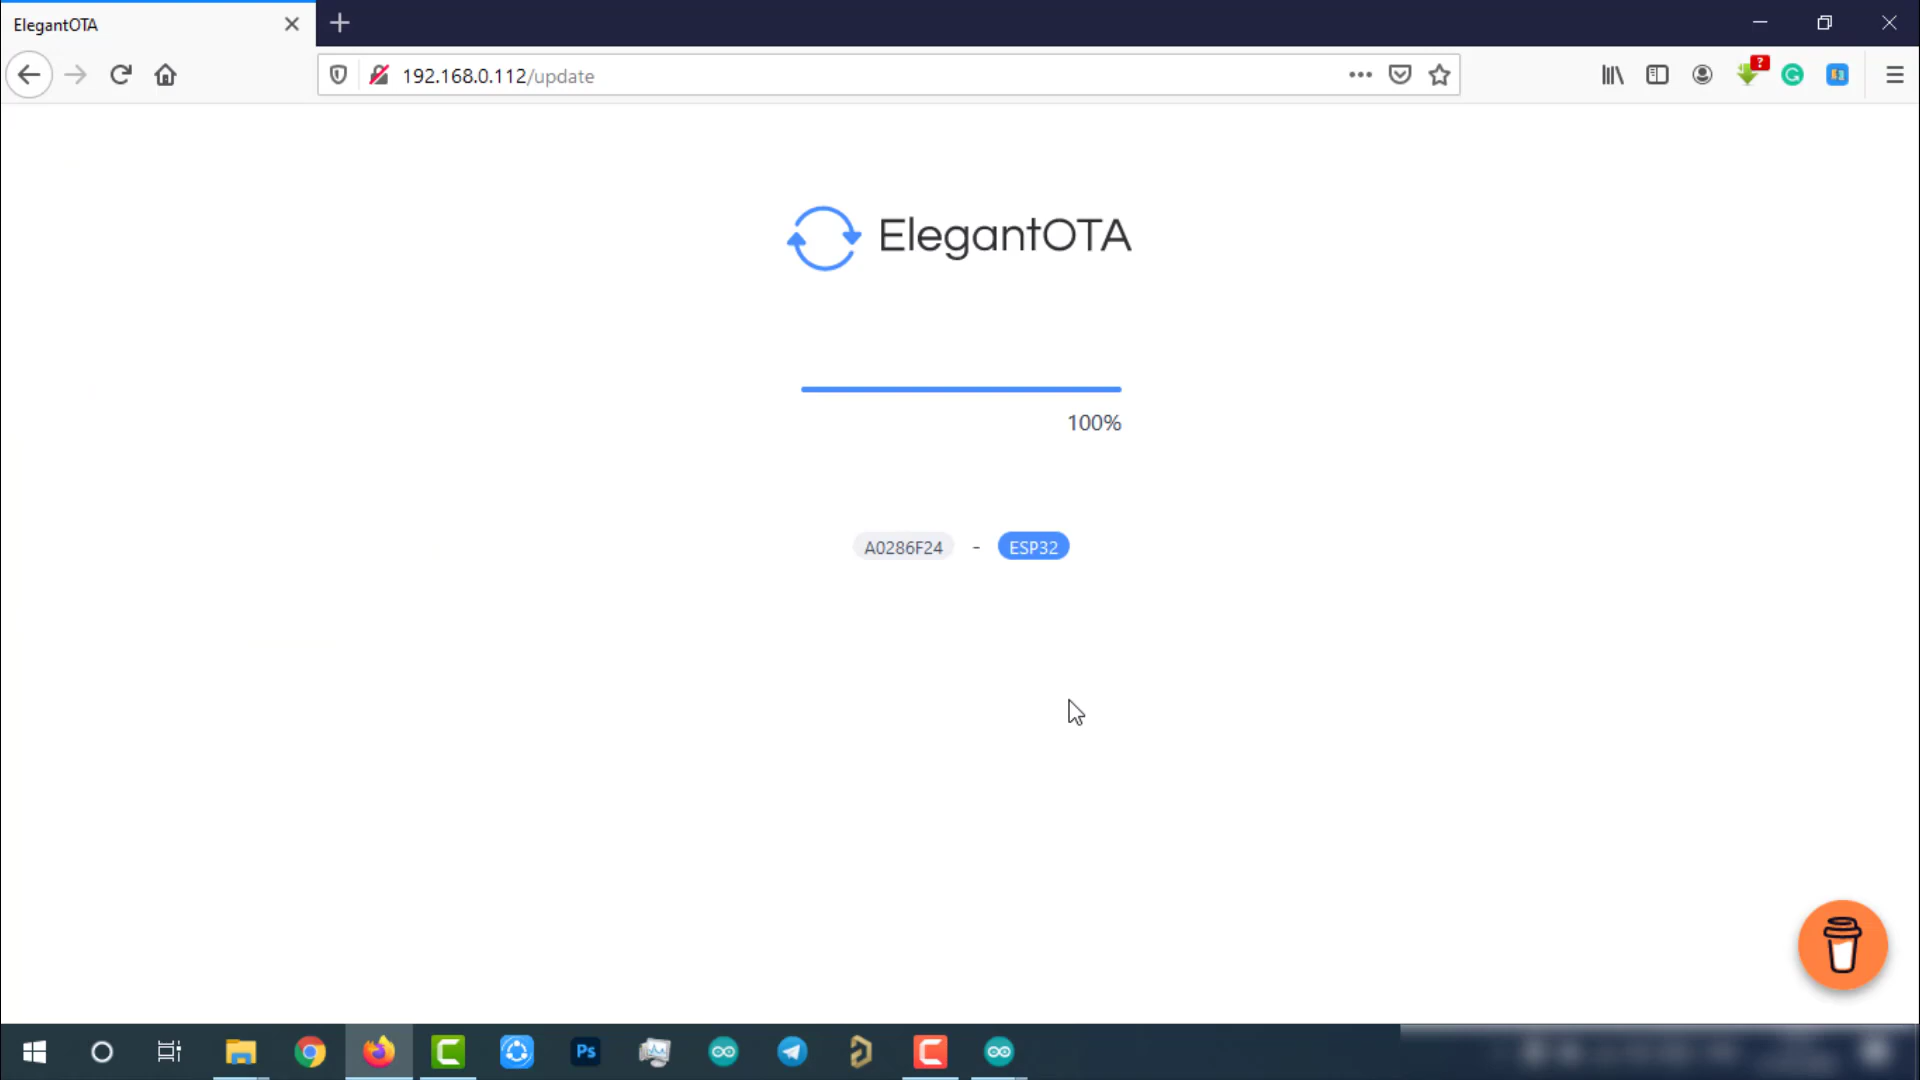 ElegantOTA
192.168.0.112/update
?
ElegantOTA
100%
A0286F24 - ESP32
Ps